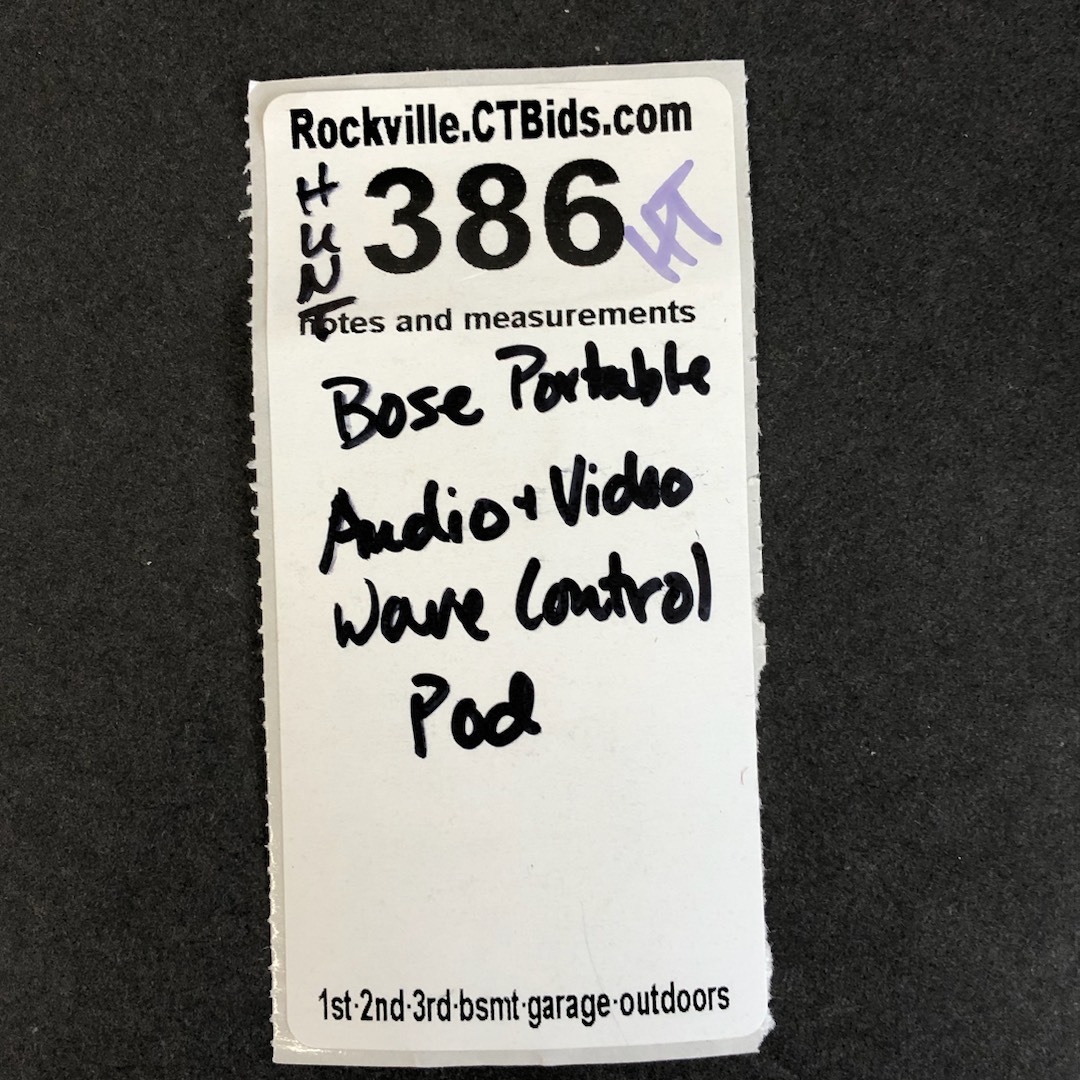 Rockville.CTBids.com
HUNT
386
HT
notes and measurements
Bose Portable
Audio + Video
Wave Control
Pod
1st·2nd·3rd·bsmt·garage·outdoors